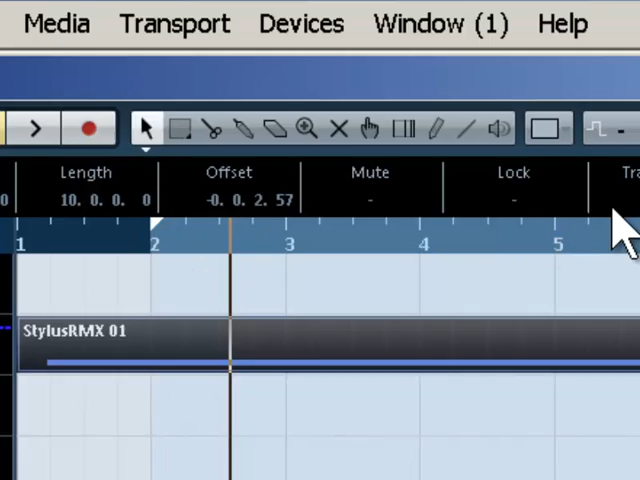 Media Transport Devices Window (1) Help
Length Offset Mute Lock
0 10. 0. 0. 0 -0. 0. 2. 57 - -
1 2 3 4 5
StylusRMX 01